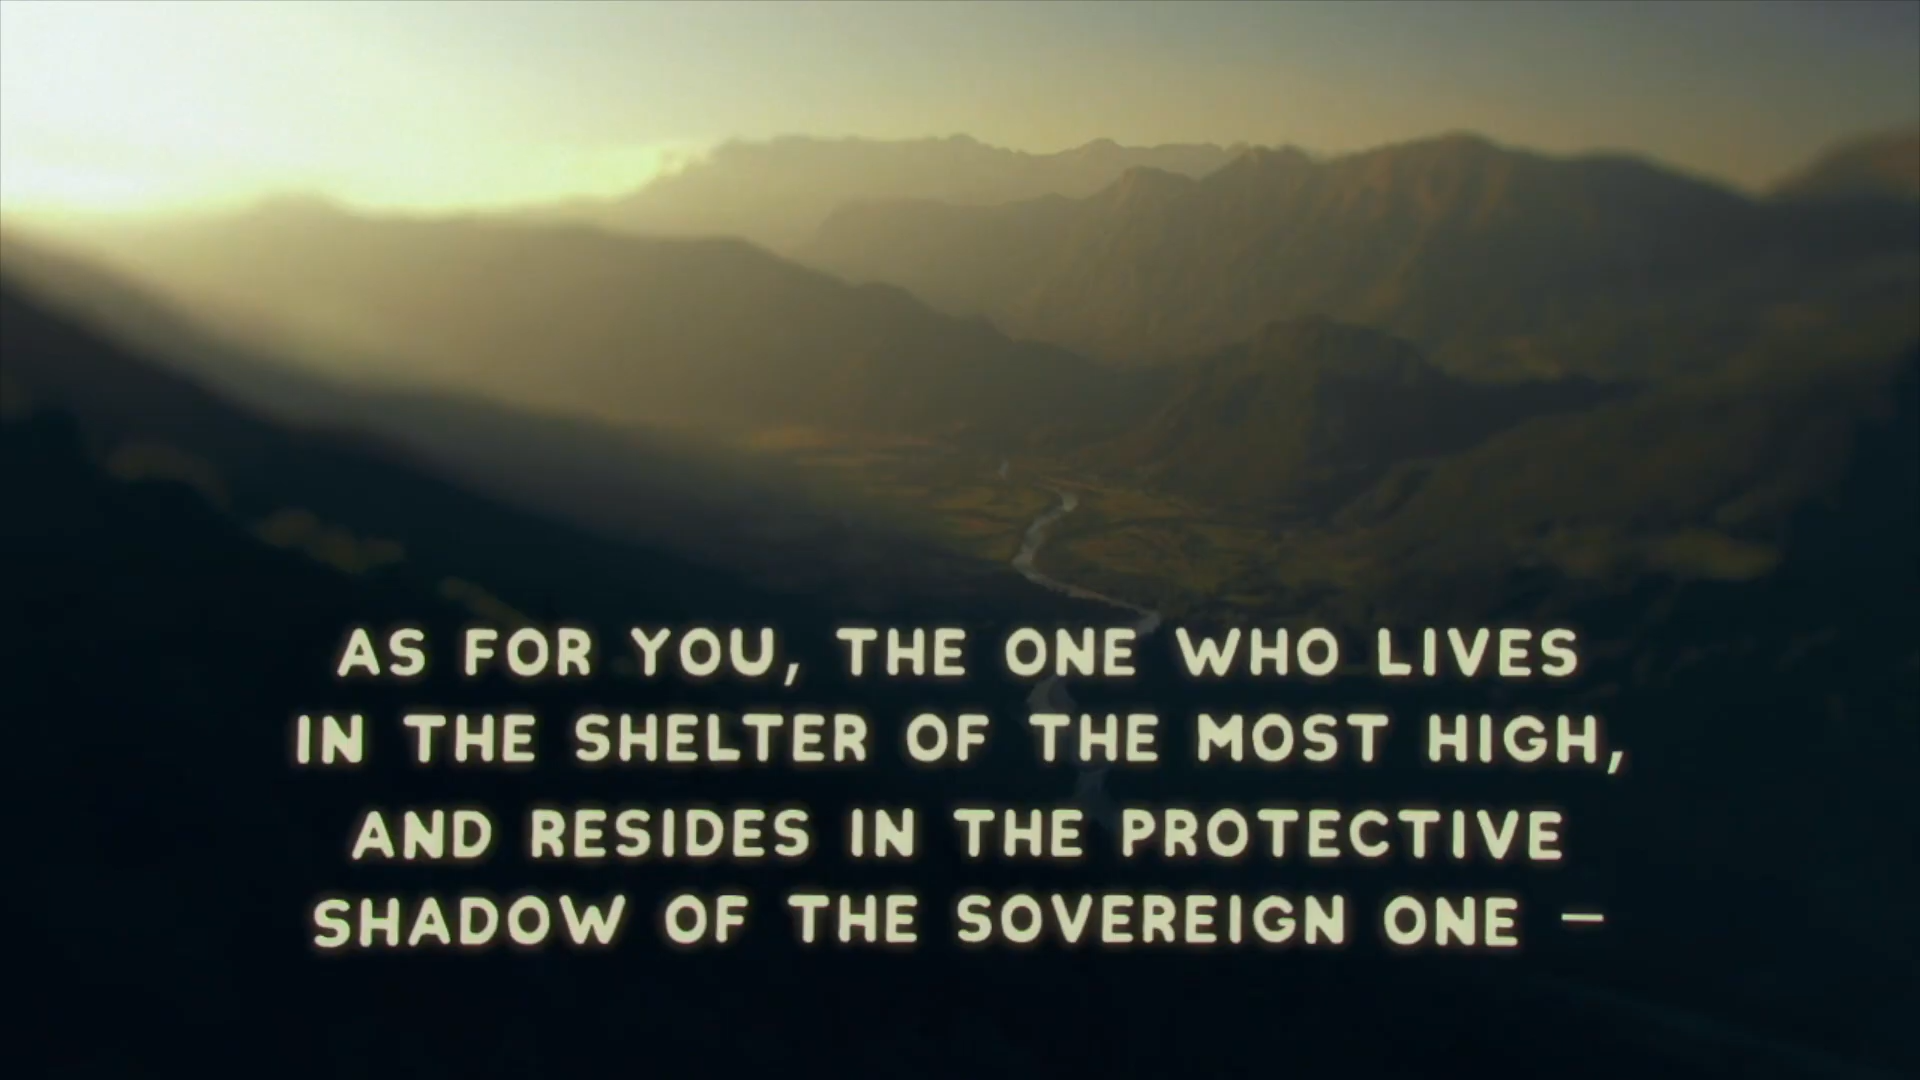 AS FOR YOU, THE ONE WHO LIVES
IN THE SHELTER OF THE MOST HIGH,
AND RESIDES IN THE PROTECTIVE
SHADOW OF THE SOVEREIGN ONE –